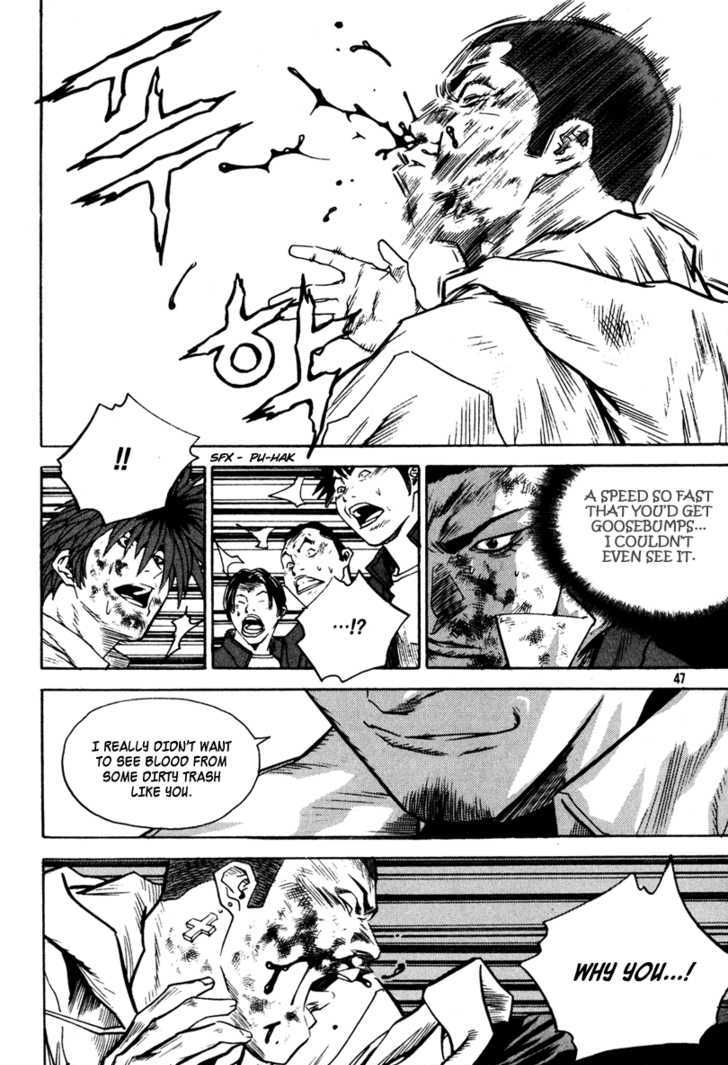 주학
SFX - PU-HAK
!!
...!?
A SPEED SO FAST
THAT YOU'D GET
GOOSEBUMPS...
I COULDN'T
EVEN SEE IT.
47
I REALLY DIDN'T WANT
TO SEE BLOOD FROM
SOME DIRTY TRASH
LIKE YOU.
WHY YOU...!